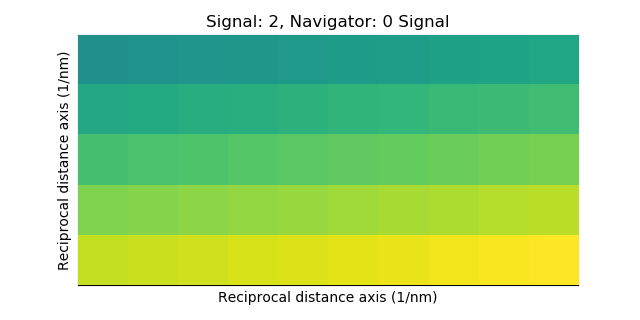 Signal: 2, Navigator: 0 Signal
Reciprocal distance axis (1/nm)
Reciprocal distance axis (1/nm)